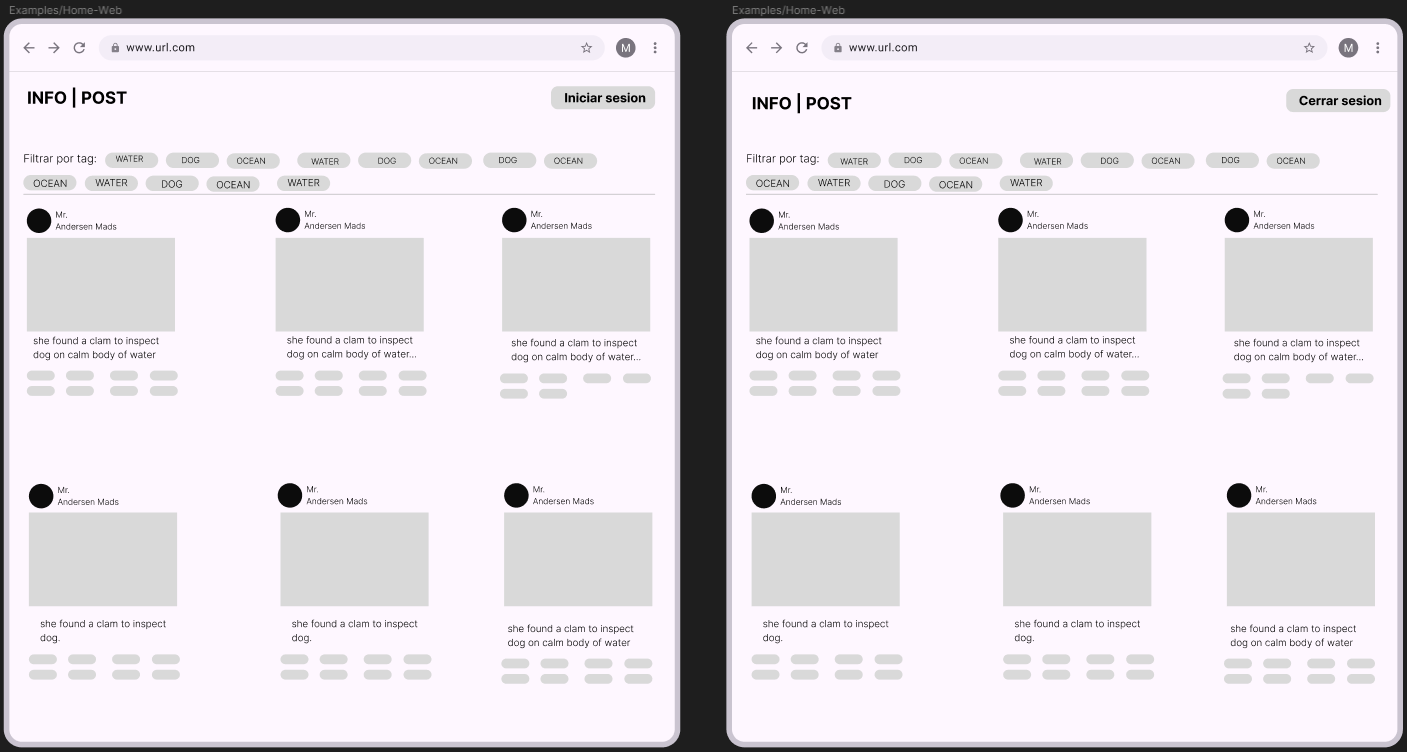 Examples/Home-Web
www.url.com
M
INFO | POST
Iniciar sesion
Filtrar por tag: WATER DOG OCEAN WATER DOG OCEAN DOG OCEAN
OCEAN WATER DOG OCEAN WATER
Mr.
Andersen Mads
Mr.
Andersen Mads
Mr.
Andersen Mads
she found a clam to inspect
dog on calm body of water
she found a clam to inspect
dog on calm body of water...
she found a clam to inspect
dog on calm body of water...
Mr.
Andersen Mads
Mr.
Andersen Mads
Mr.
Andersen Mads
she found a clam to inspect
dog.
she found a clam to inspect
dog.
she found a clam to inspect
dog on calm body of water
Examples/Home-Web
www.url.com
M
INFO | POST
Cerrar sesion
Filtrar por tag: WATER DOG OCEAN WATER DOG OCEAN DOG OCEAN
OCEAN WATER DOG OCEAN WATER
Mr.
Andersen Mads
Mr.
Andersen Mads
Mr.
Andersen Mads
she found a clam to inspect
dog on calm body of water
she found a clam to inspect
dog on calm body of water...
she found a clam to inspect
dog on calm body of water...
Mr.
Andersen Mads
Mr.
Andersen Mads
Mr.
Andersen Mads
she found a clam to inspect
dog.
she found a clam to inspect
dog.
she found a clam to inspect
dog on calm body of water